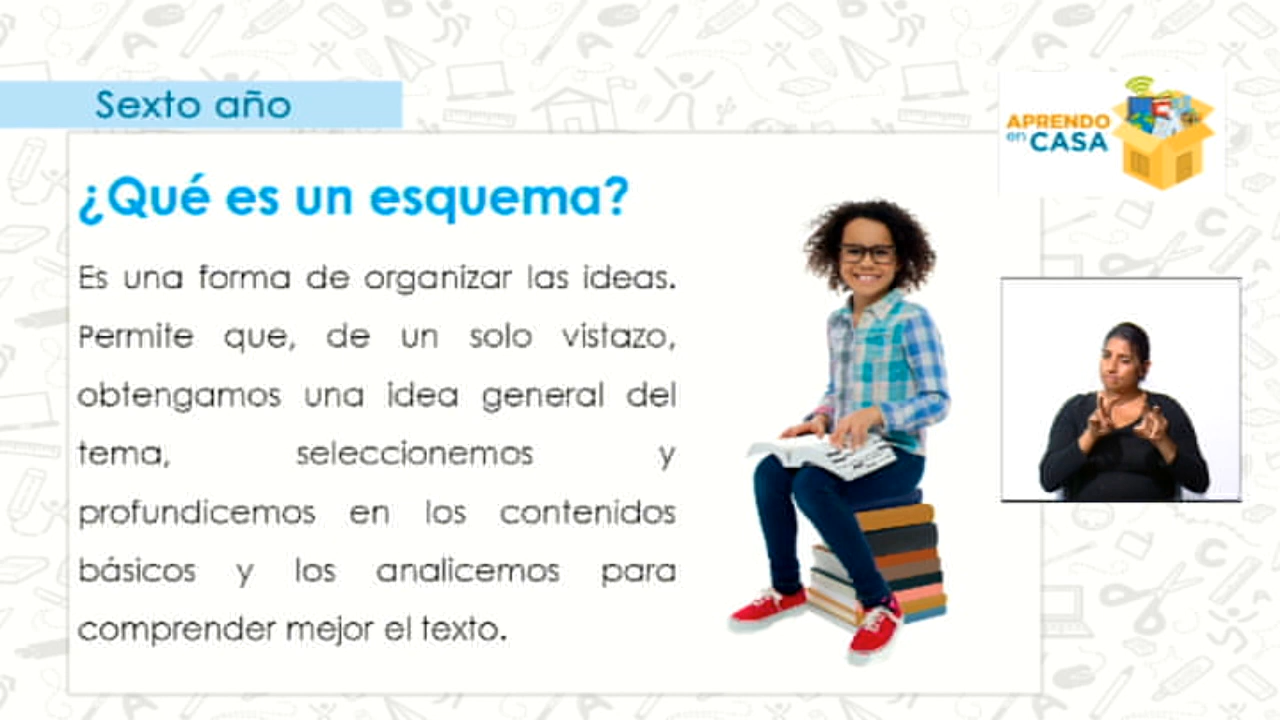 Sexto año
APRENDO
en CASA
¿Qué es un esquema?
Es una forma de organizar las ideas.
Permite que, de un solo vistazo,
obtengamos una idea general del
tema, seleccionemos y
profundicemos en los contenidos
básicos y los analicemos para
comprender mejor el texto.